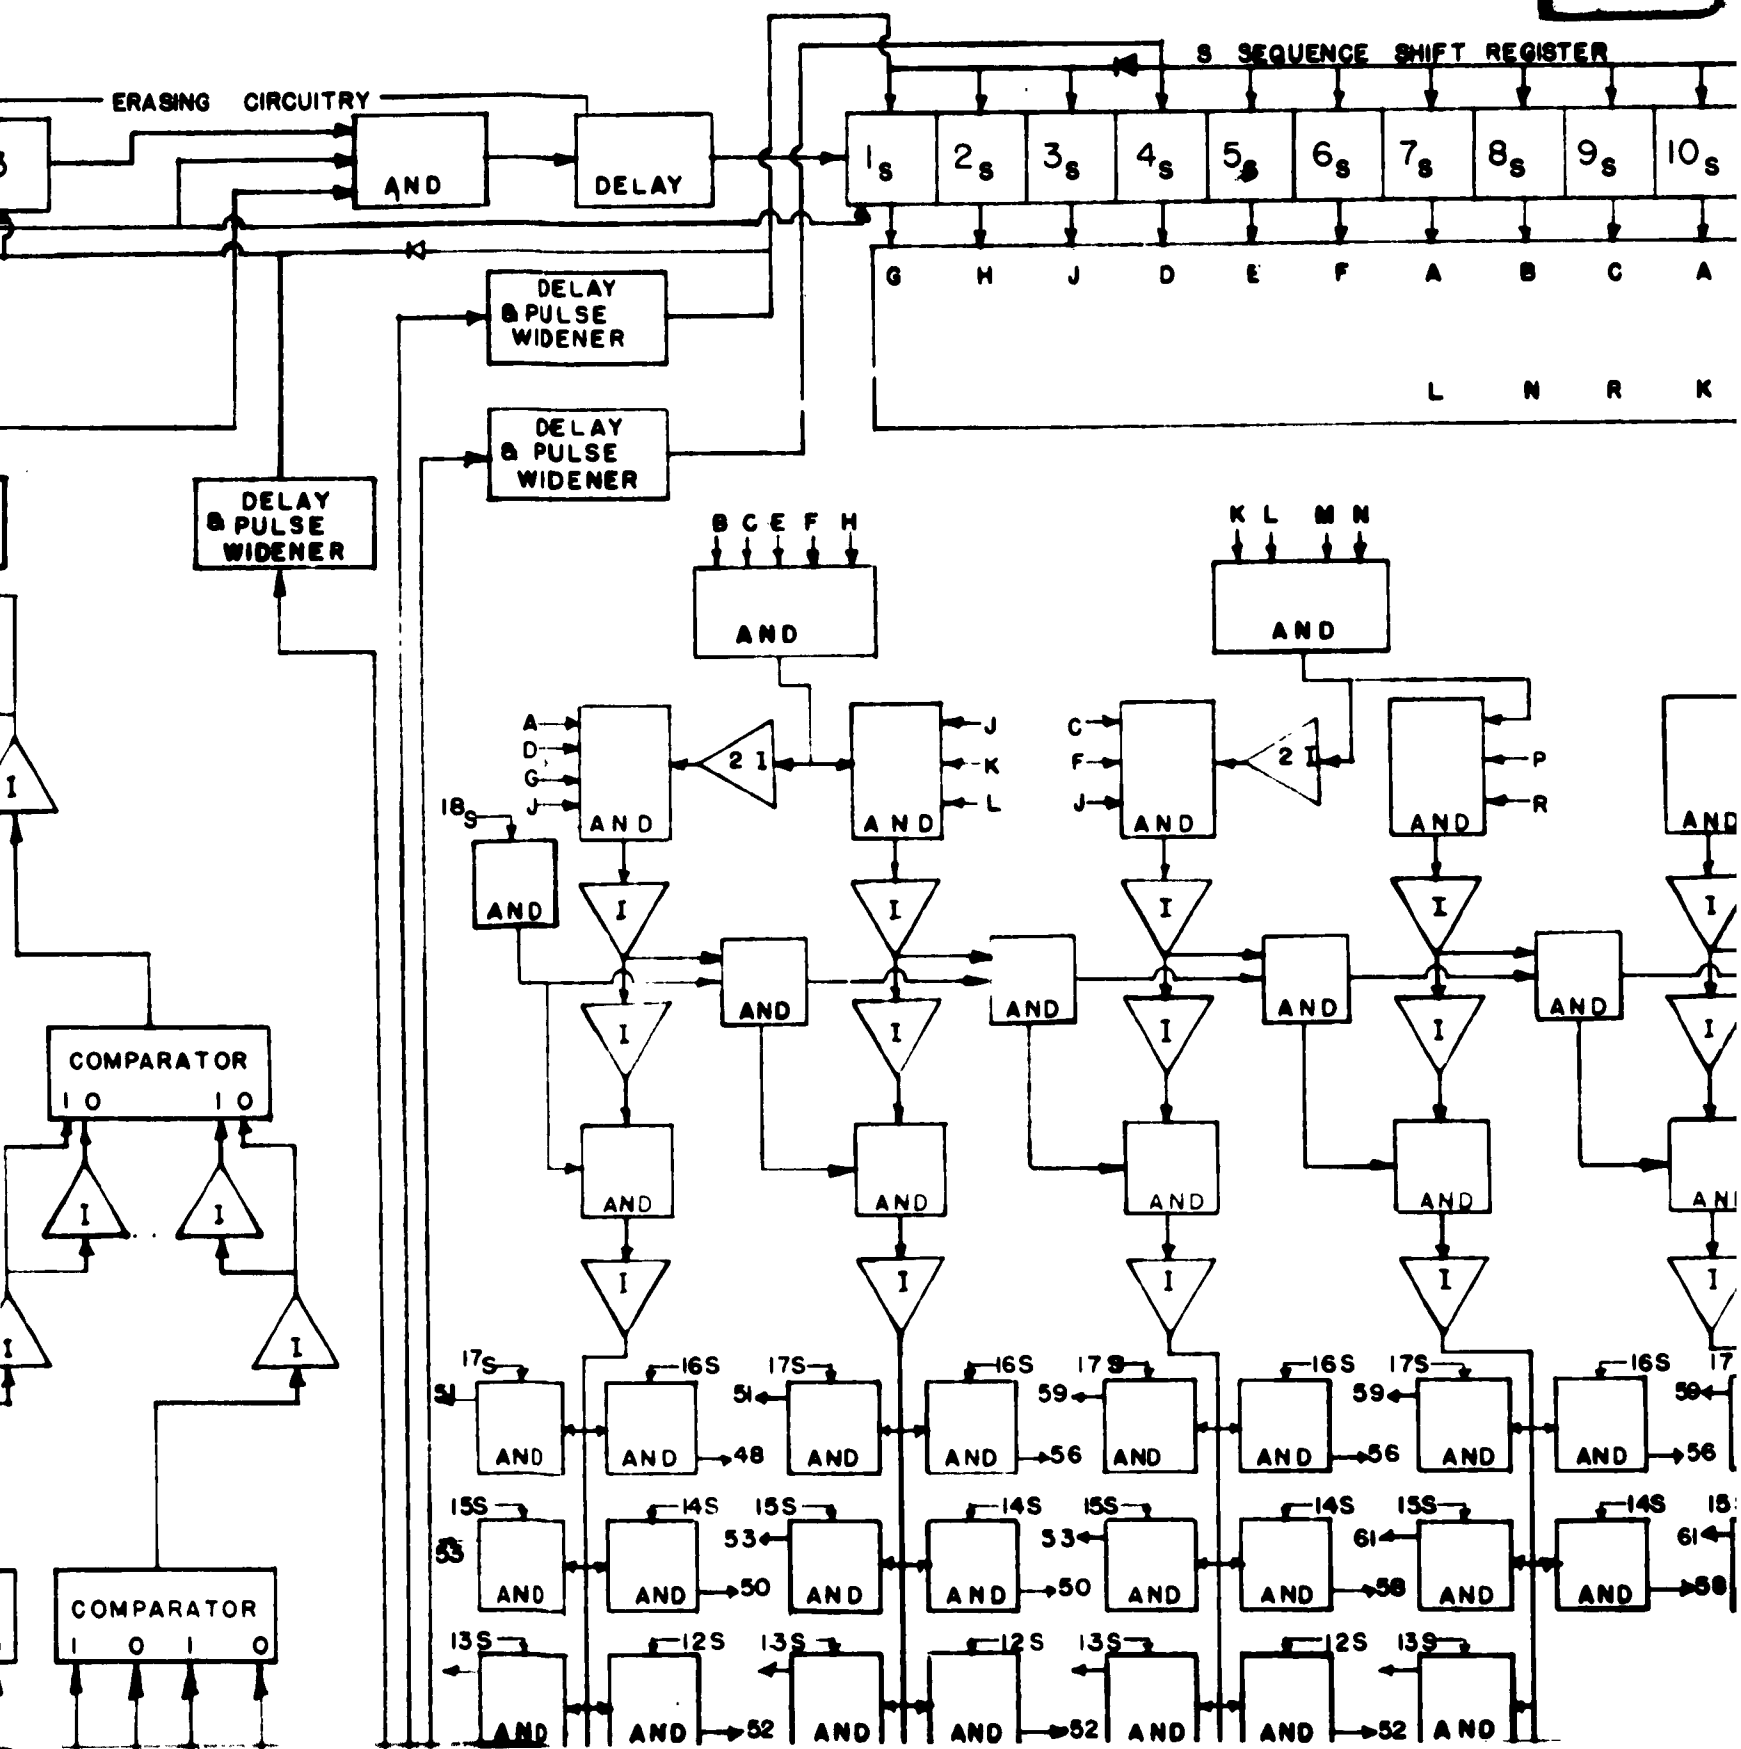 S SEQUENCE SHIFT REGISTER
ERASING CIRCUITRY
AND
DELAY
1S 2S 3S 4S 5S 6S 7S 8S 9S 10S
G H J D E F A B C A
L N R K
DELAY
& PULSE
WIDENER
DELAY
& PULSE
WIDENER
DELAY
& PULSE
WIDENER
B C E F H
K L M N
AND
AND
A
D
G
J
AND
2 I
AND
J
K
L
C
F
J
AND
2 I
AND
P
R
AND
18S
AND
I I I I I
I
AND AND AND AND
I I I I I
COMPARATOR
1 0 1 0
AND AND AND AND
I I
I I I I I
I I
17S 16S 17S 16S 17S 16S 17S 16S 17
51 51 59 59 59
AND AND AND AND AND AND AND AND
48 56 56 56
15S 14S 15S 14S 15S 14S 15S 14S 15
53 53 53 61 61
AND AND AND AND AND AND AND AND
50 50 58 58
COMPARATOR
1 0 1 0
13S 12S 13S 12S 13S 12S 13S
AND AND AND AND AND AND AND
52 52 52